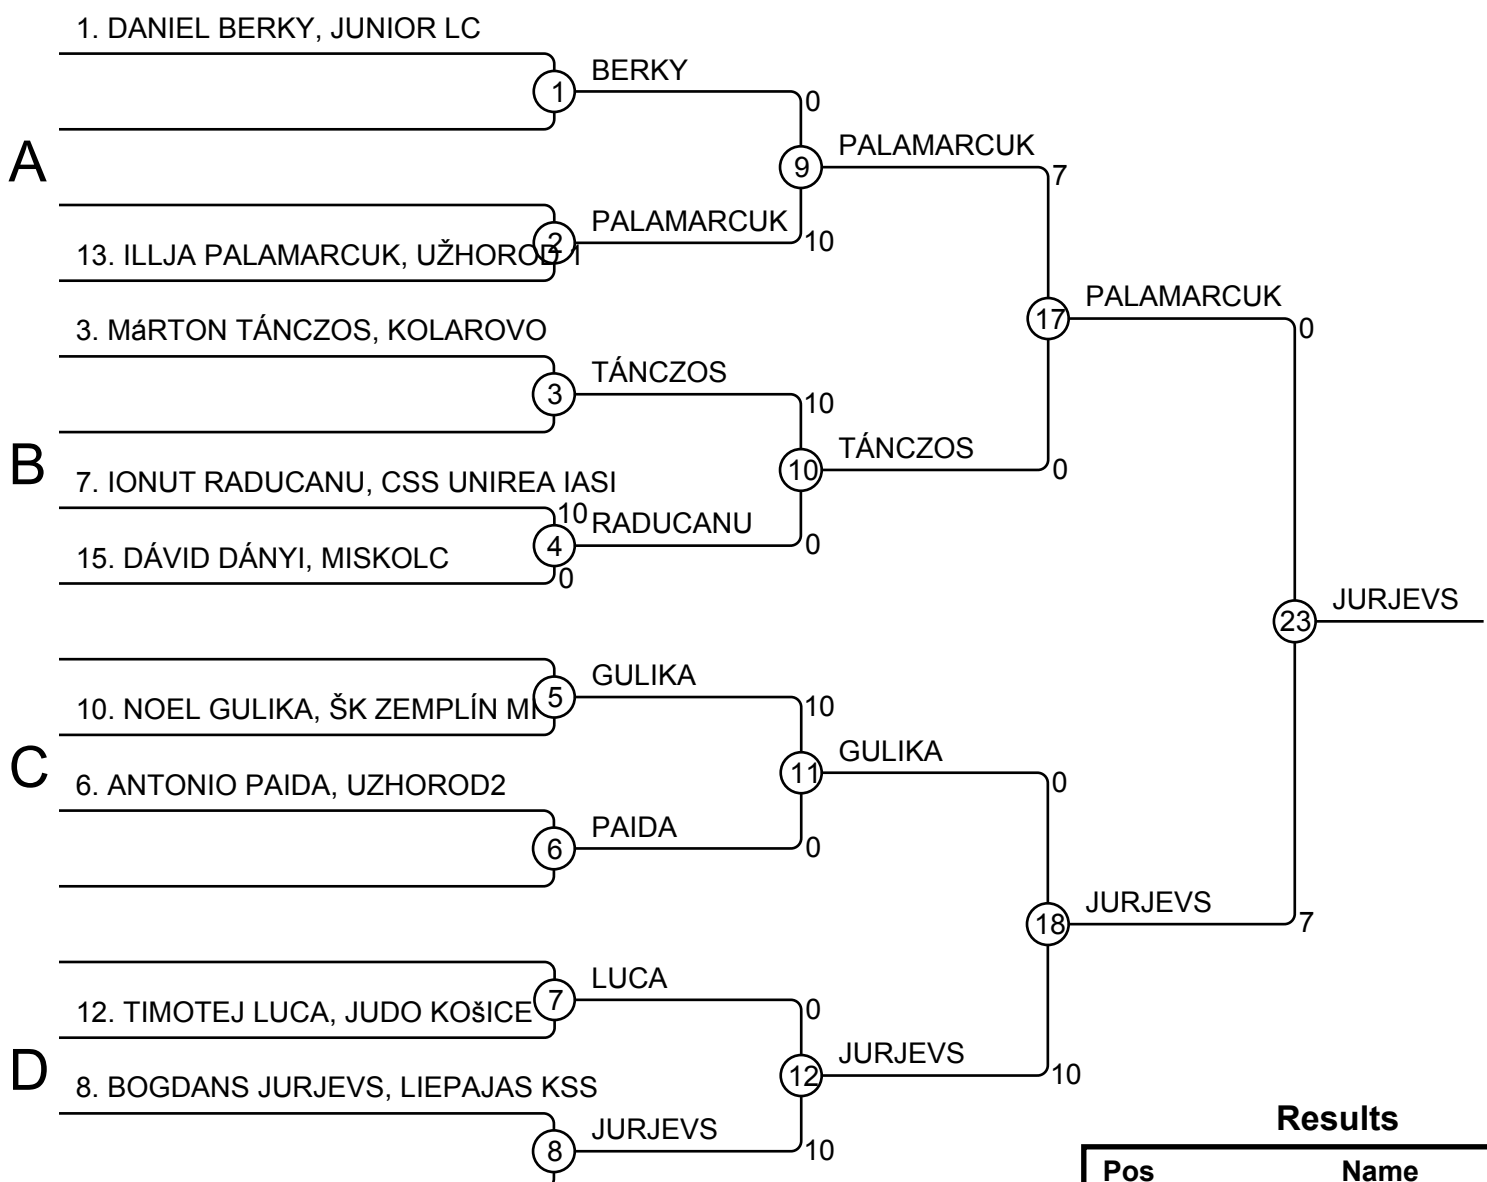 1. DANIEL BERKY, JUNIOR LC
BERKY
1
0
PALAMARCUK
A
9
7
PALAMARCUK
2
10
13. ILLJA PALAMARCUK, UŽHOROD 1
PALAMARCUK
17
0
3. MáRTON TÁNCZOS, KOLAROVO
TÁNCZOS
3
10
TÁNCZOS
B
10
0
7. IONUT RADUCANU, CSS UNIREA IASI
10
RADUCANU
4
0
15. DÁVID DÁNYI, MISKOLC
0
JURJEVS
23
GULIKA
5
10
10. NOEL GULIKA, ŠK ZEMPLÍN MI
GULIKA
C
11
0
6. ANTONIO PAIDA, UZHOROD2
PAIDA
6
0
JURJEVS
18
7
LUCA
7
0
12. TIMOTEJ LUCA, JUDO KOšICE
JURJEVS
D
12
10
8. BOGDANS JURJEVS, LIEPAJAS KSS
JURJEVS
8
10
Results
Pos Name